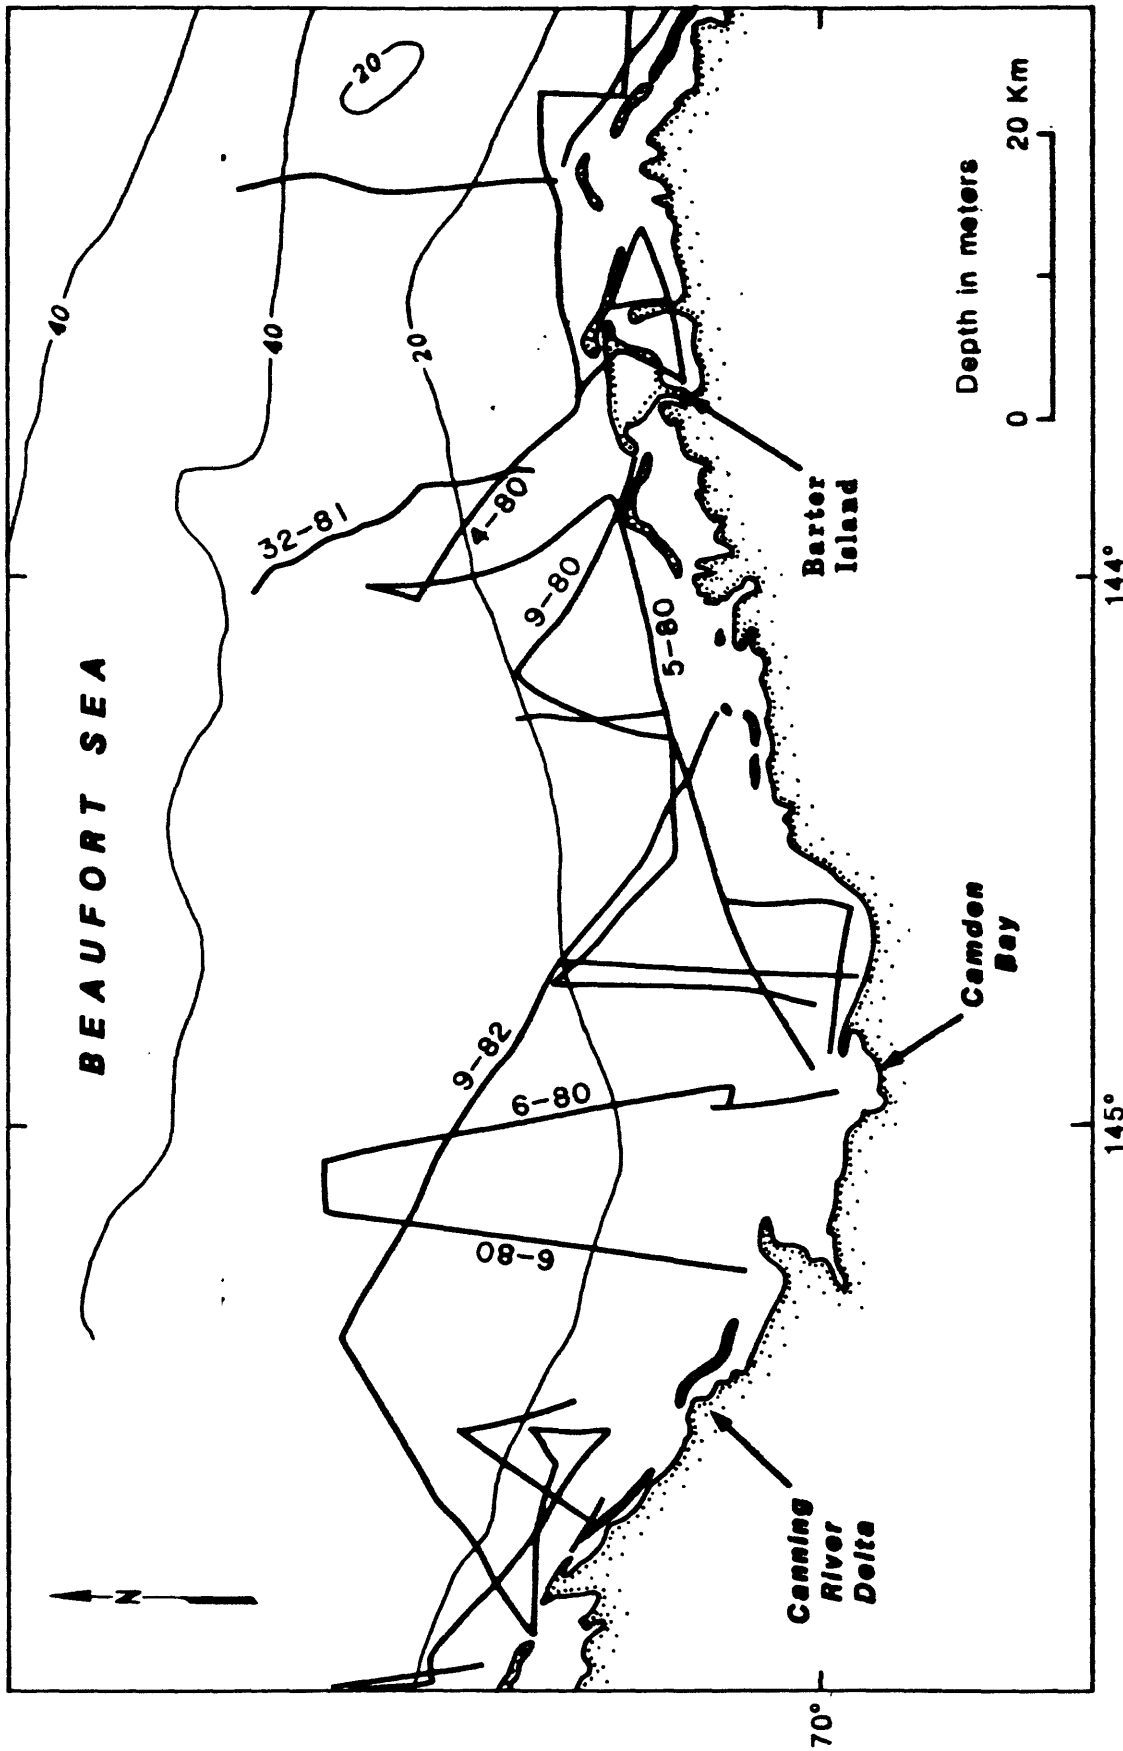 BEAUFORT SEA
N
40
40
20
20
32-81
4-80
9-80
5-80
9-82
6-80
6-80
Canning
River
Delta
Camden
Bay
Barter
Island
Depth in meters
0 20 Km
70°
145°
144°